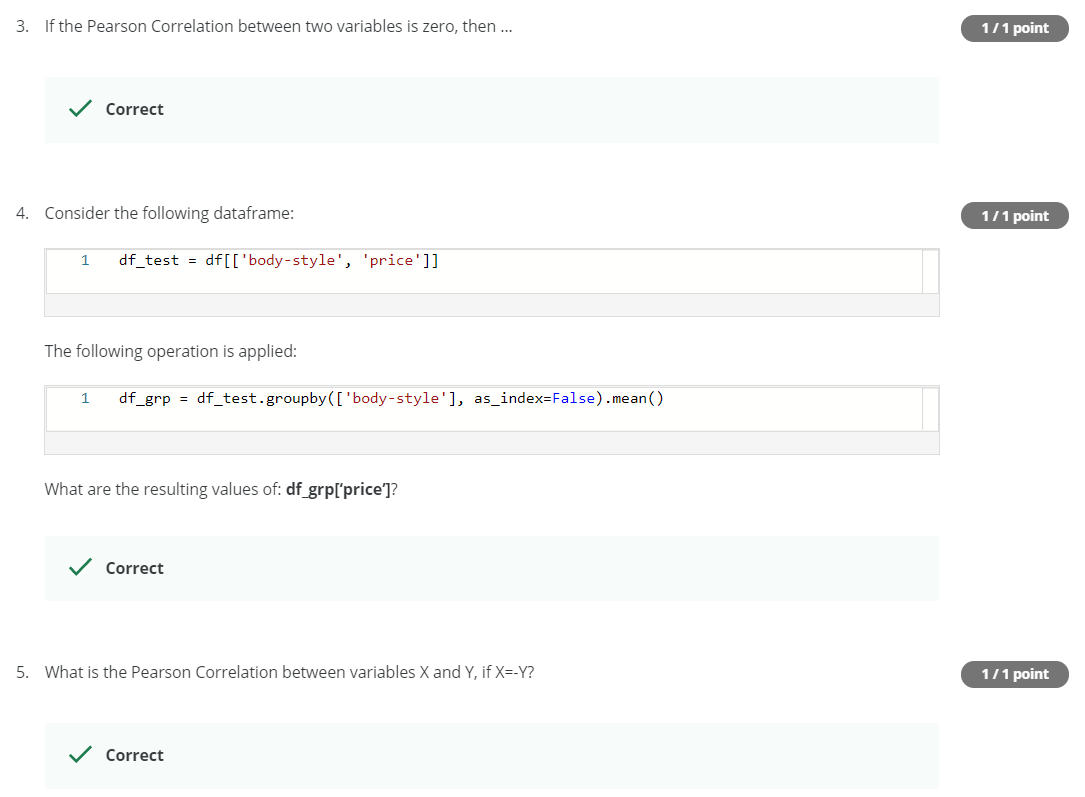 3. If the Pearson Correlation between two variables is zero, then ...
1 / 1 point
Correct
4. Consider the following dataframe:
1 / 1 point
1 df_test = df[['body-style', 'price']]
The following operation is applied:
1 df_grp = df_test.groupby(['body-style'], as_index=False).mean()
What are the resulting values of: df_grp['price']?
Correct
5. What is the Pearson Correlation between variables X and Y, if X=-Y?
1 / 1 point
Correct